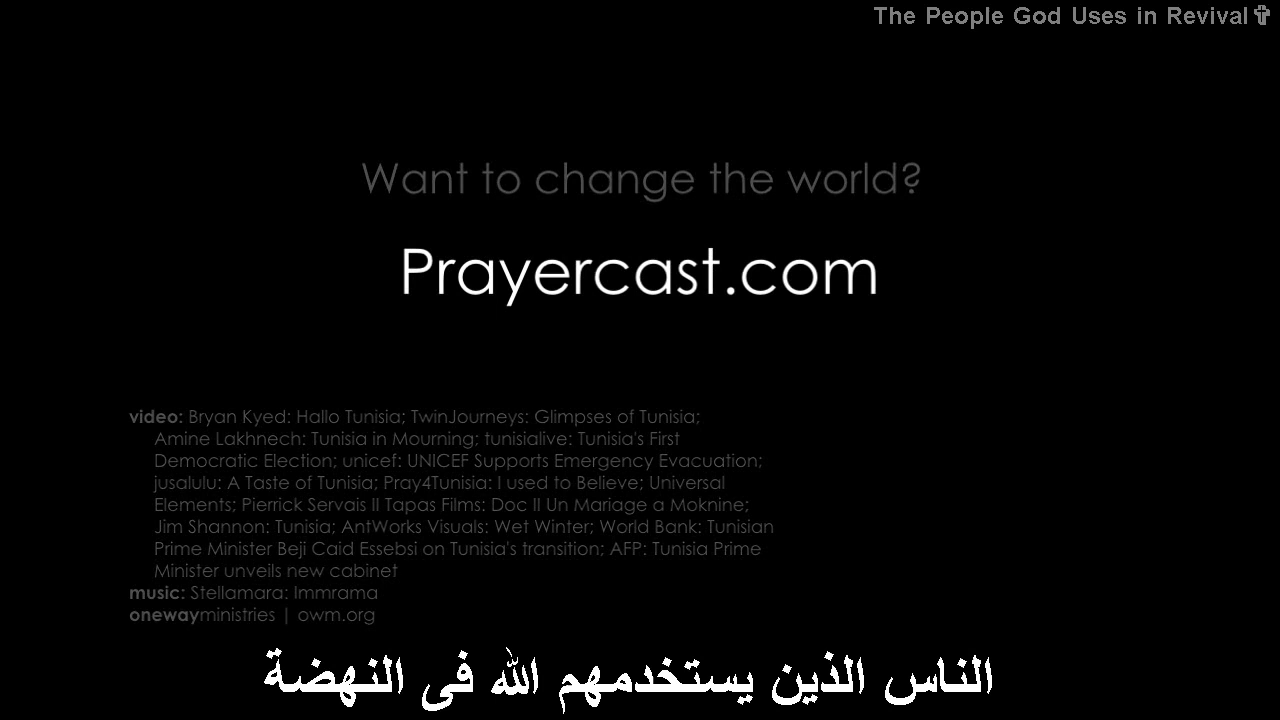 The People God Uses in Revival✞
Want to change the world?
Prayercast.com
video: Bryan Kyed: Hallo Tunisia; TwinJourneys: Glimpses of Tunisia;
Amine Lakhnech: Tunisia in Mourning; tunisialive: Tunisia's First
Democratic Election; unicef: UNICEF Supports Emergency Evacuation;
jusalulu: A Taste of Tunisia; Pray4Tunisia: I used to Believe; Universal
Elements; Pierrick Servais II Tapas Films: Doc II Un Mariage a Moknine;
Jim Shannon: Tunisia; AntWorks Visuals: Wet Winter; World Bank: Tunisian
Prime Minister Beji Caid Essebsi on Tunisia's transition; AFP: Tunisia Prime
Minister unveils new cabinet
music: Stellamara: Immrama
onewayministries | owm.org
الناس الذين يستخدمهم الله فى النهضة